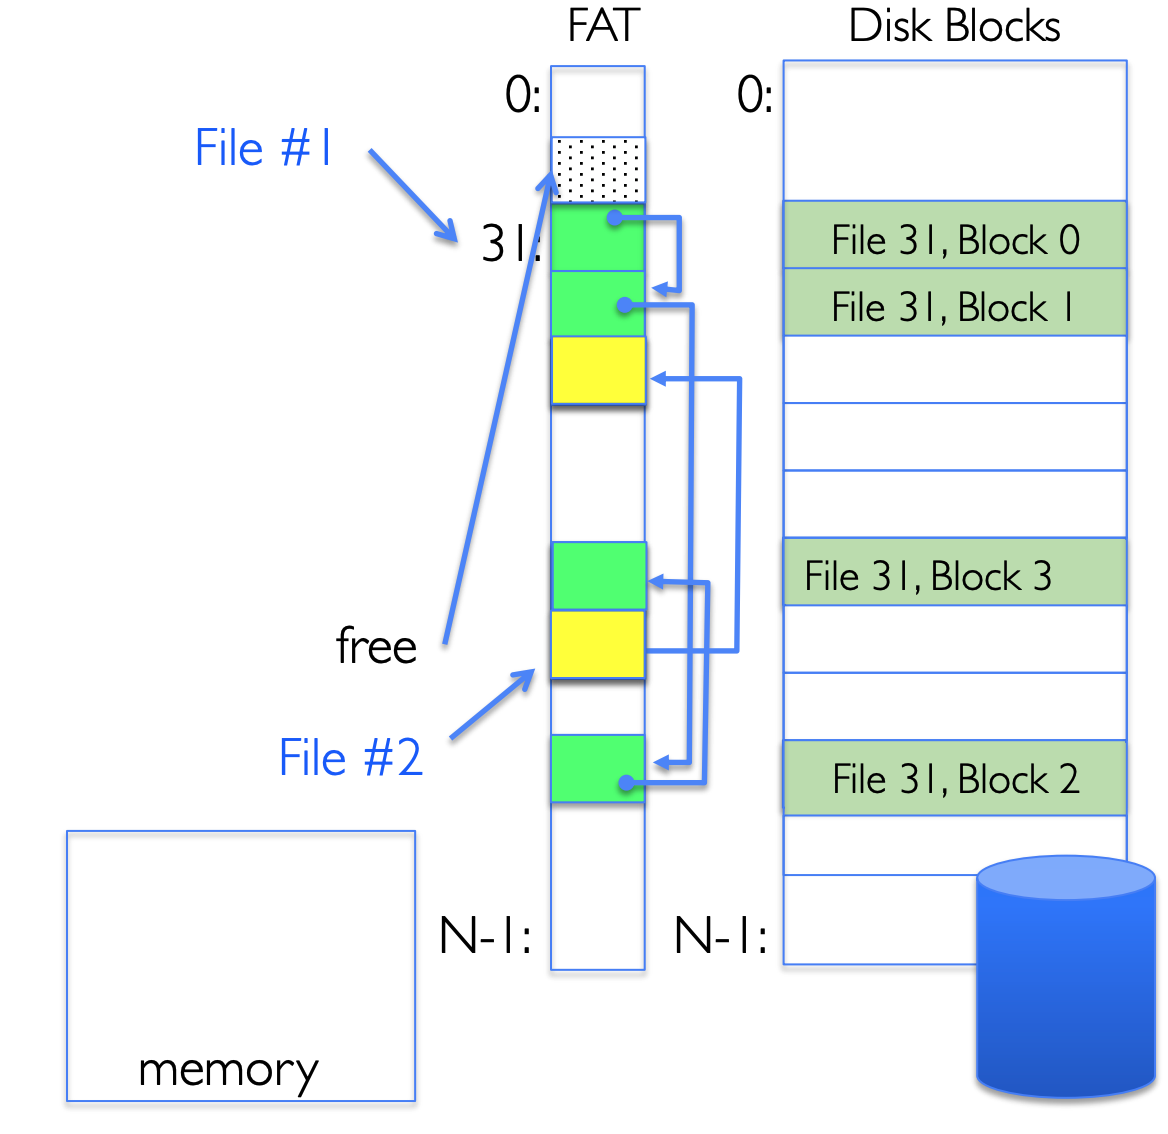 FAT
Disk Blocks
0:
0:
File #1
31:
File 31, Block 0
File 31, Block 1
File 31, Block 3
free
File #2
File 31, Block 2
N-1:
N-1:
memory